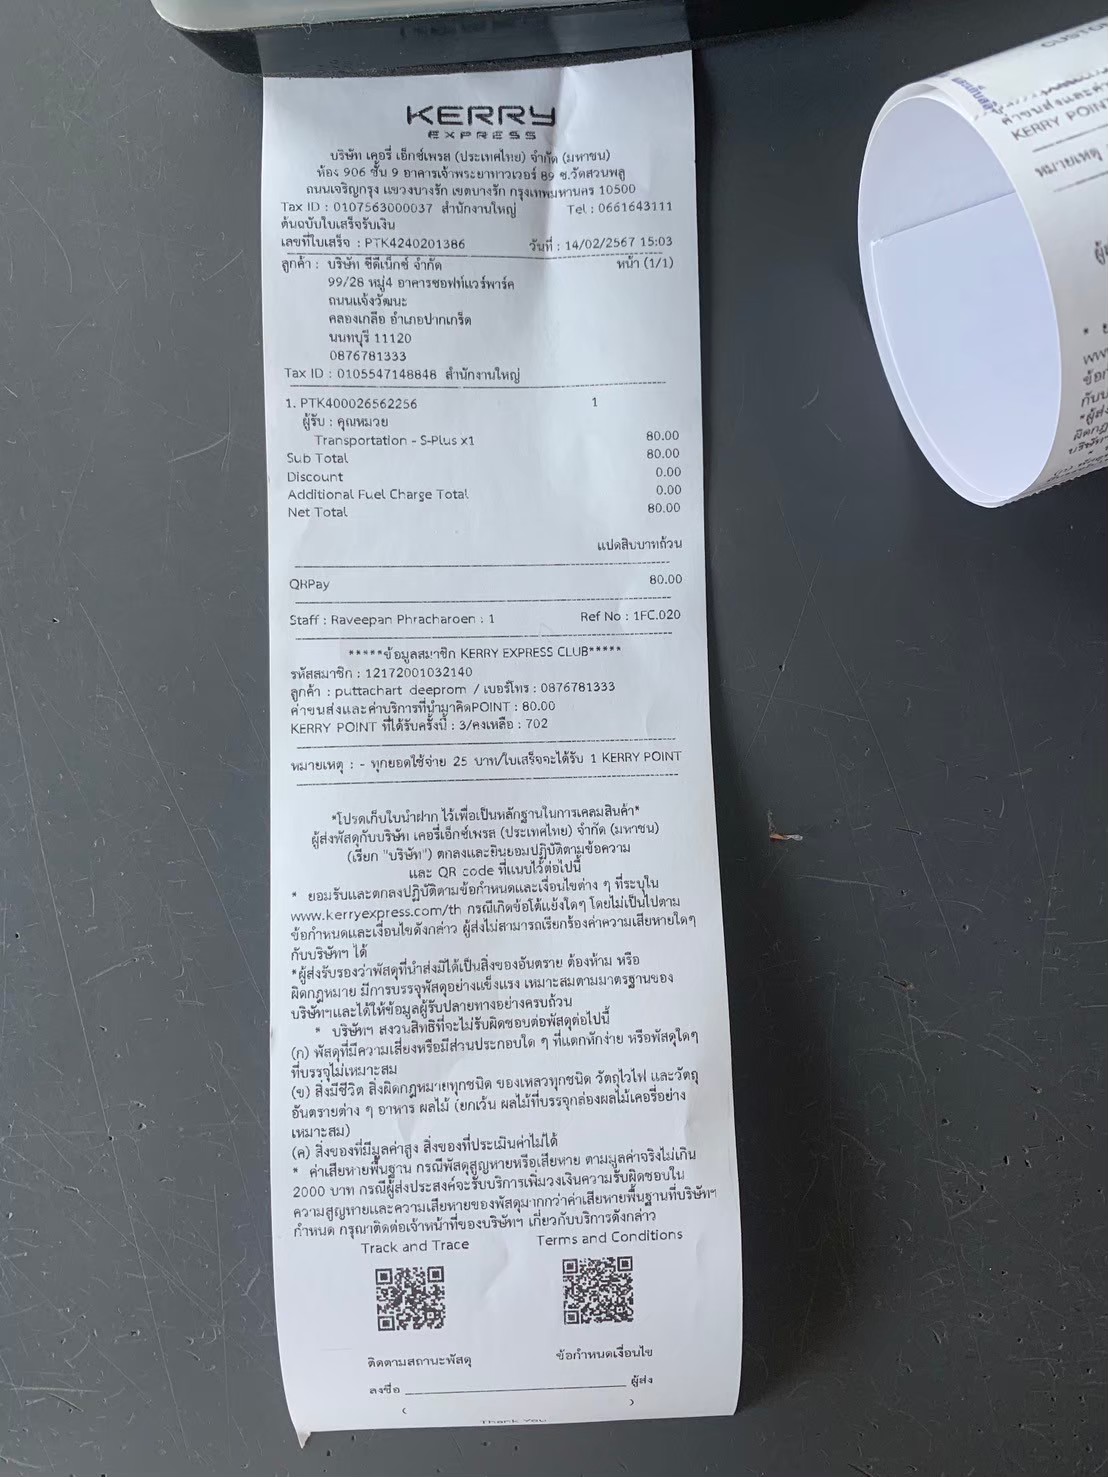 KERRY
EXPRESS
บริษัท เคอรี่ เอ็กซ์เพรส (ประเทศไทย) จำกัด (มหาชน)
ห้อง 906 ชั้น 9 อาคารเจ้าพระยาทาวเวอร์ 89 ซ.วัดสวนพลู
ถนนเจริญกรุง แขวงบางรัก เขตบางรัก กรุงเทพมหานคร 10500
Tax ID : 0107563000037 สำนักงานใหญ่ Tel : 0661643111
ต้นฉบับใบเสร็จรับเงิน
เลขที่ใบเสร็จ : PTK4240201386 วันที่ : 14/02/2567 15:03
ลูกค้า : บริษัท ซีดีเน็กซ์ จำกัด หน้า (1/1)
99/28 หมู่4 อาคารซอฟท์แวร์พาร์ค
ถนนแจ้งวัฒนะ
คลองเกลือ อำเภอปากเกร็ด
นนทบุรี 11120
0876781333
Tax ID : 0105547148848 สำนักงานใหญ่
1. PTK400026562256 1
ผู้รับ : คุณหมวย
Transportation - S-Plus x1 80.00
Sub Total 80.00
Discount 0.00
Additional Fuel Charge Total 0.00
Net Total 80.00
แปดสิบบาทถ้วน
QRPay 80.00
Staff : Raveepan Phracharoen : 1 Ref No : 1FC.020
*****ข้อมูลสมาชิก KERRY EXPRESS CLUB*****
รหัสสมาชิก : 12172001032140
ลูกค้า : puttachart deeprom / เบอร์โทร : 0876781333
ค่าขนส่งและค่าบริการที่นำมาคิดPOINT : 80.00
KERRY POINT ที่ได้รับครั้งนี้ : 3/คงเหลือ : 702
หมายเหตุ : - ทุกยอดใช้จ่าย 25 บาท/ใบเสร็จจะได้รับ 1 KERRY POINT
*โปรดเก็บใบนำฝาก ไว้เพื่อเป็นหลักฐานในการเคลมสินค้า*
ผู้ส่งพัสดุกับบริษัท เคอรี่เอ็กซ์เพรส (ประเทศไทย) จำกัด (มหาชน)
(เรียก "บริษัท") ตกลงและยินยอมปฏิบัติตามข้อความ
และ QR code ที่แนบไว้ต่อไปนี้
* ยอมรับและตกลงปฏิบัติตามข้อกำหนดและเงื่อนไขต่าง ๆ ที่ระบุใน
www.kerryexpress.com/th กรณีเกิดข้อโต้แย้งใดๆ โดยไม่เป็นไปตาม
ข้อกำหนดและเงื่อนไขดังกล่าว ผู้ส่งไม่สามารถเรียกร้องค่าความเสียหายใดๆ
กับบริษัทฯ ได้
*ผู้ส่งรับรองว่าพัสดุที่นำส่งมิได้เป็นสิ่งของอันตราย ต้องห้าม หรือ
ผิดกฎหมาย มีการบรรจุพัสดุอย่างแข็งแรง เหมาะสมตามมาตรฐานของ
บริษัทฯและได้ให้ข้อมูลผู้รับปลายทางอย่างครบถ้วน
* บริษัทฯ สงวนสิทธิที่จะไม่รับผิดชอบต่อพัสดุต่อไปนี้
(ก) พัสดุที่มีความเสี่ยงหรือมีส่วนประกอบใด ๆ ที่แตกหักง่าย หรือพัสดุใดๆ
ที่บรรจุไม่เหมาะสม
(ข) สิ่งมีชีวิต สิ่งผิดกฎหมายทุกชนิด ของเหลวทุกชนิด วัตถุไวไฟ และวัตถุ
อันตรายต่าง ๆ อาหาร ผลไม้ (ยกเว้น ผลไม้ที่บรรจุกล่องผลไม้เคอรี่อย่าง
เหมาะสม)
(ค) สิ่งของที่มีมูลค่าสูง สิ่งของที่ประเมินค่าไม่ได้
* ค่าเสียหายพื้นฐาน กรณีพัสดุสูญหายหรือเสียหาย ตามมูลค่าจริงไม่เกิน
2000 บาท กรณีผู้ส่งประสงค์จะรับบริการเพิ่มวงเงินความรับผิดชอบใน
ความสูญหายและความเสียหายของพัสดุมากกว่าค่าเสียหายพื้นฐานที่บริษัทฯ
กำหนด กรุณาติดต่อเจ้าหน้าที่ของบริษัทฯ เกี่ยวกับบริการดังกล่าว
Track and Trace Terms and Conditions
ติดตามสถานะพัสดุ ข้อกำหนดเงื่อนไข
ลงชื่อ ผู้ส่ง
( )
KERRY POINT
หมายเหตุ